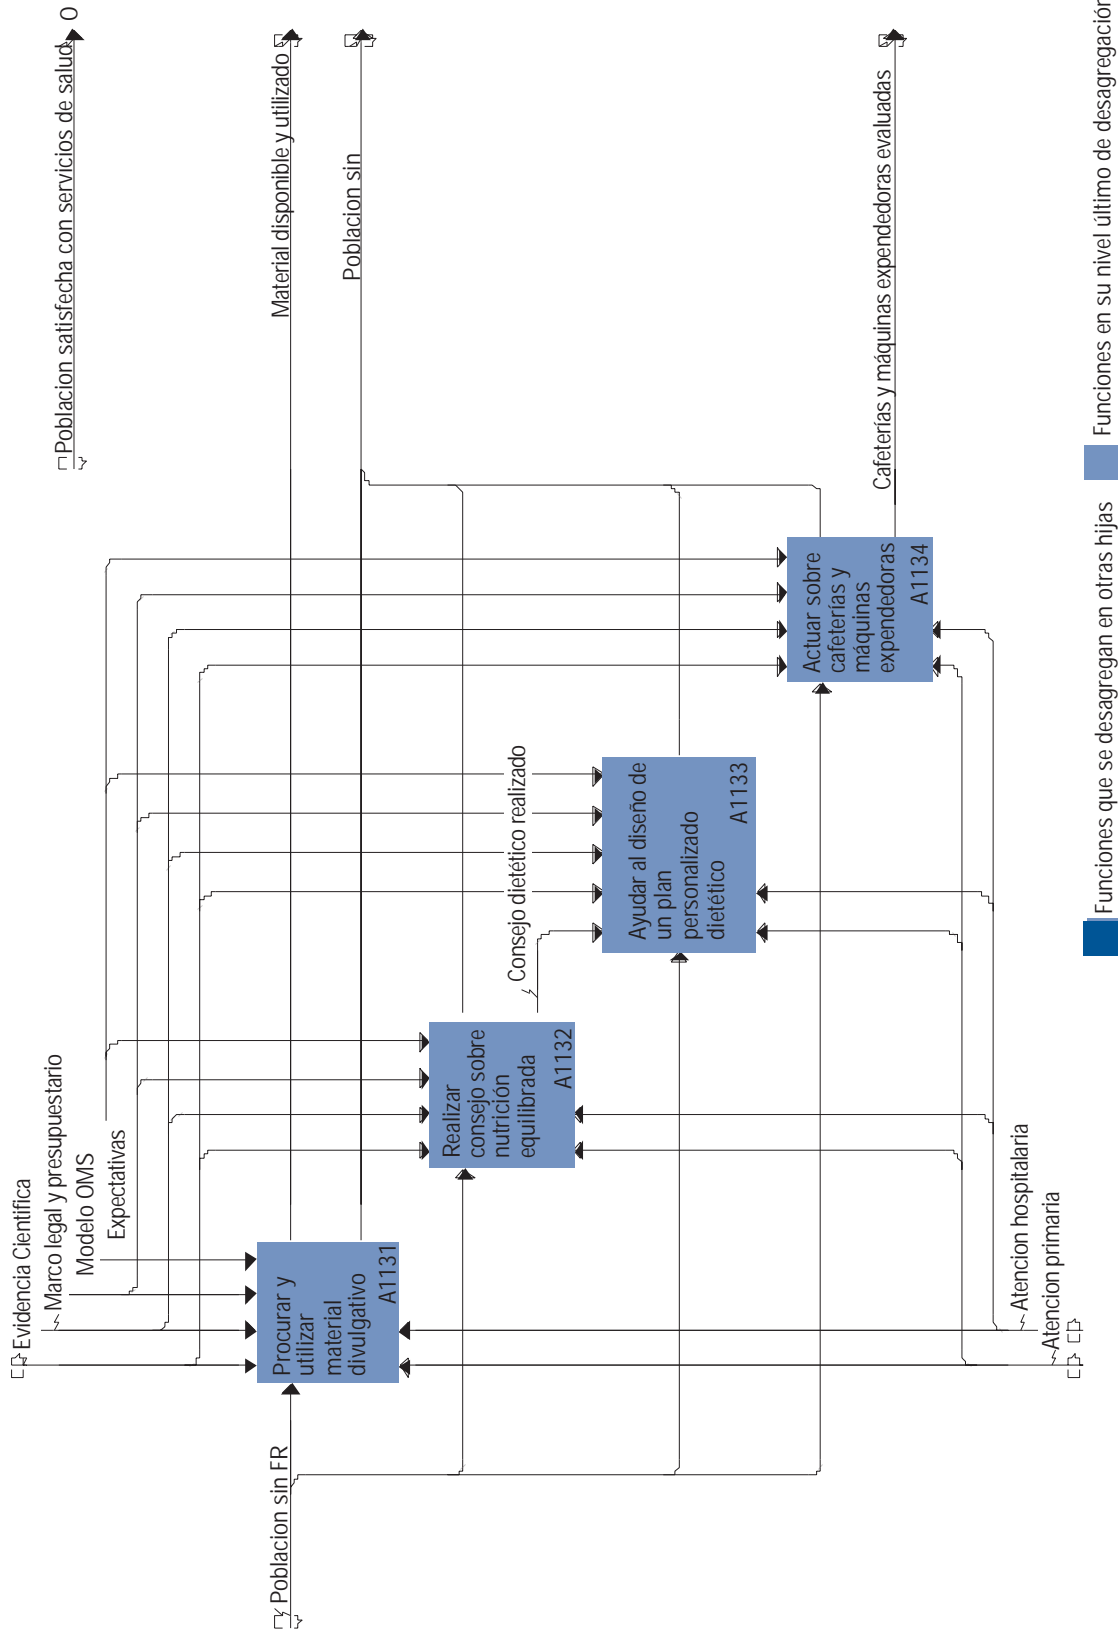 Evidencia Cientifica
Marco legal y presupuestario
Modelo OMS
Expectativas
Poblacion satisfecha con servicios de salud
O
Poblacion sin FR
Procurar y
utilizar
material
divulgativo
A1131
Material disponible y utilizado
Poblacion sin
Realizar
consejo sobre
nutrición
equilibrada
A1132
Consejo dietético realizado
Ayudar al diseño de
un plan
personalizado
dietético
A1133
Actuar sobre
cafeterías y
máquinas
expendedoras
A1134
Cafeterías y máquinas expendedoras evaluadas
Atencion hospitalaria
Atencion primaria
Funciones que se desagregan en otras hijas
Funciones en su nivel último de desagregación